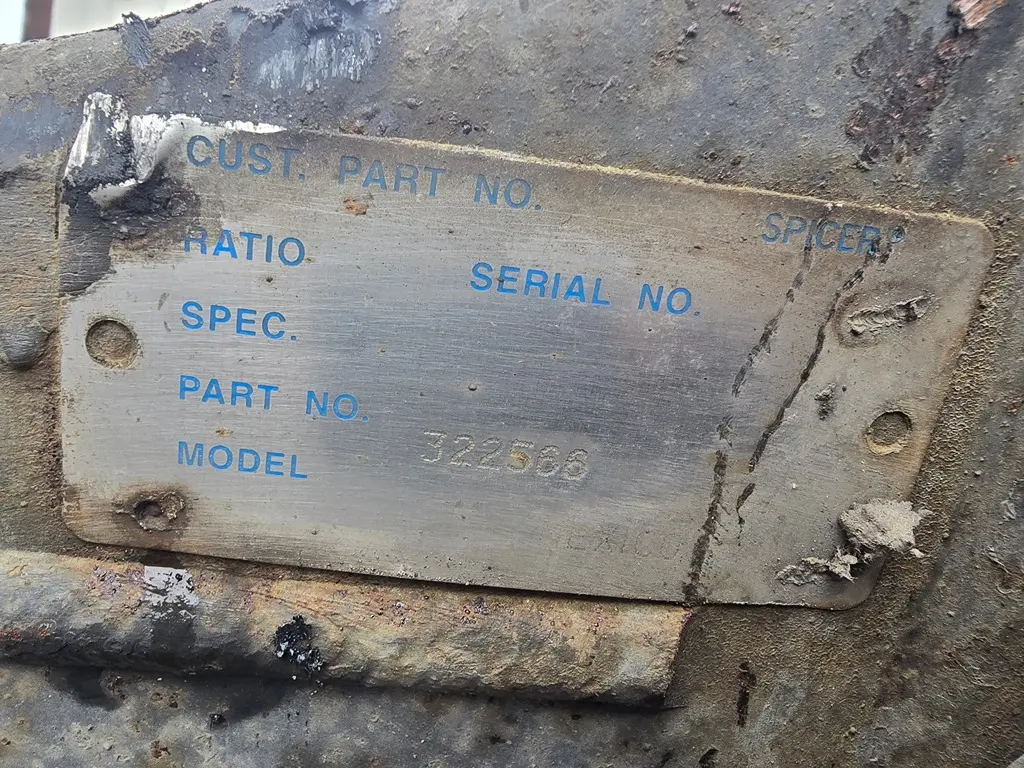 CUST. PART NO.
SPICER®
RATIO
SERIAL NO.
SPEC.
PART NO.
322566
MODEL